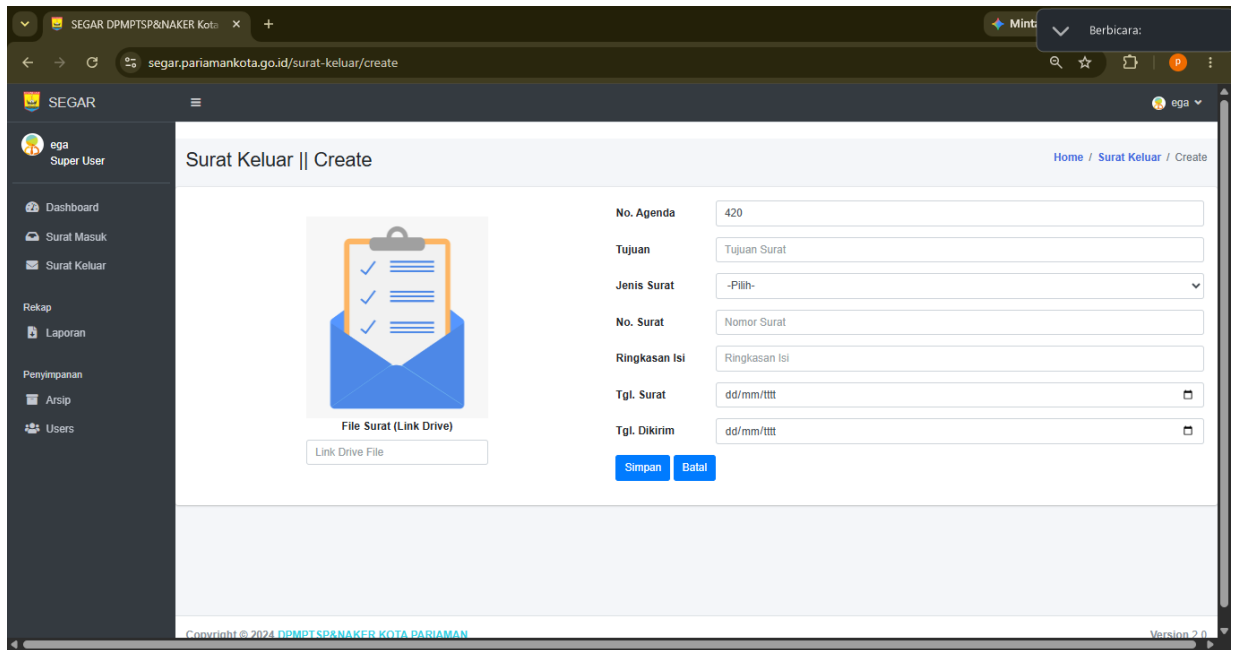 SEGAR DPMPTSP&NAKER Kota
Berbicara:
segar.pariamankota.go.id/surat-keluar/create
P
SEGAR
ega
ega
Super User
Surat Keluar || Create
Home / Surat Keluar / Create
Dashboard
Surat Masuk
Surat Keluar
Rekap
Laporan
Penyimpanan
Arsip
Users
File Surat (Link Drive)
Link Drive File
No. Agenda 420
Tujuan Tujuan Surat
Jenis Surat -Pilih-
No. Surat Nomor Surat
Ringkasan Isi Ringkasan Isi
Tgl. Surat dd/mm/tttt
Tgl. Dikirim dd/mm/tttt
Simpan Batal
Copyright © 2024 DPMPTSP&NAKER KOTA PARIAMAN
Version 2.0